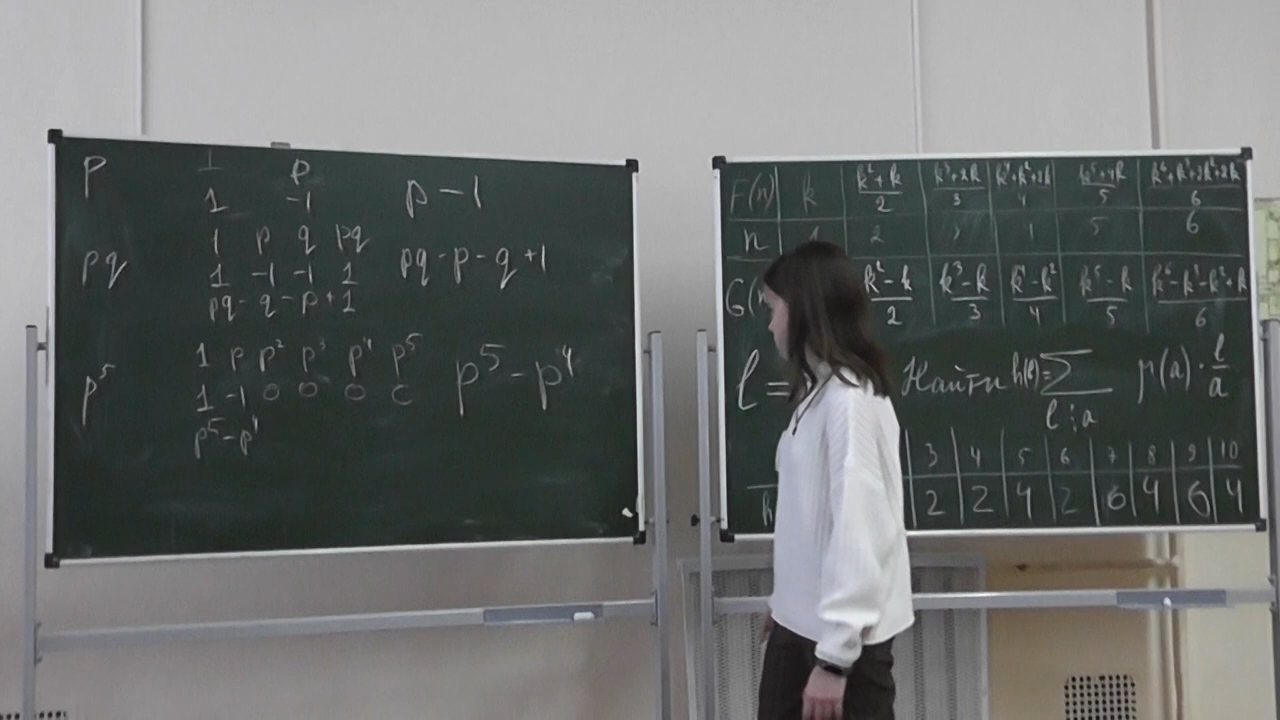 p 1 p
1 -1 p-1
1 p q pq
pq 1 -1 -1 1 pq-p-q+1
pq-q-p+1
1 p p² p³ p⁴ p⁵
p⁵ 1 -1 0 0 0 0 p⁵-p⁴
p⁵-p⁴
F(n) k (k²+k)/2 (k³+2k)/3 (k⁴+k²+2k)/4 (k⁵+4k)/5 (k⁶+k³+2k²+2k)/6
n 2 5 6
G( (k²-k)/2 (k³-k)/3 (k⁴-k²)/4 (k⁵-k)/5 (k⁶-k³-k²+k)/6
l= Найти h(l)=∑ μ(a)·l/a
l⋮a
3 4 5 6 7 8 9 10
h 2 2 4 2 6 4 6 4